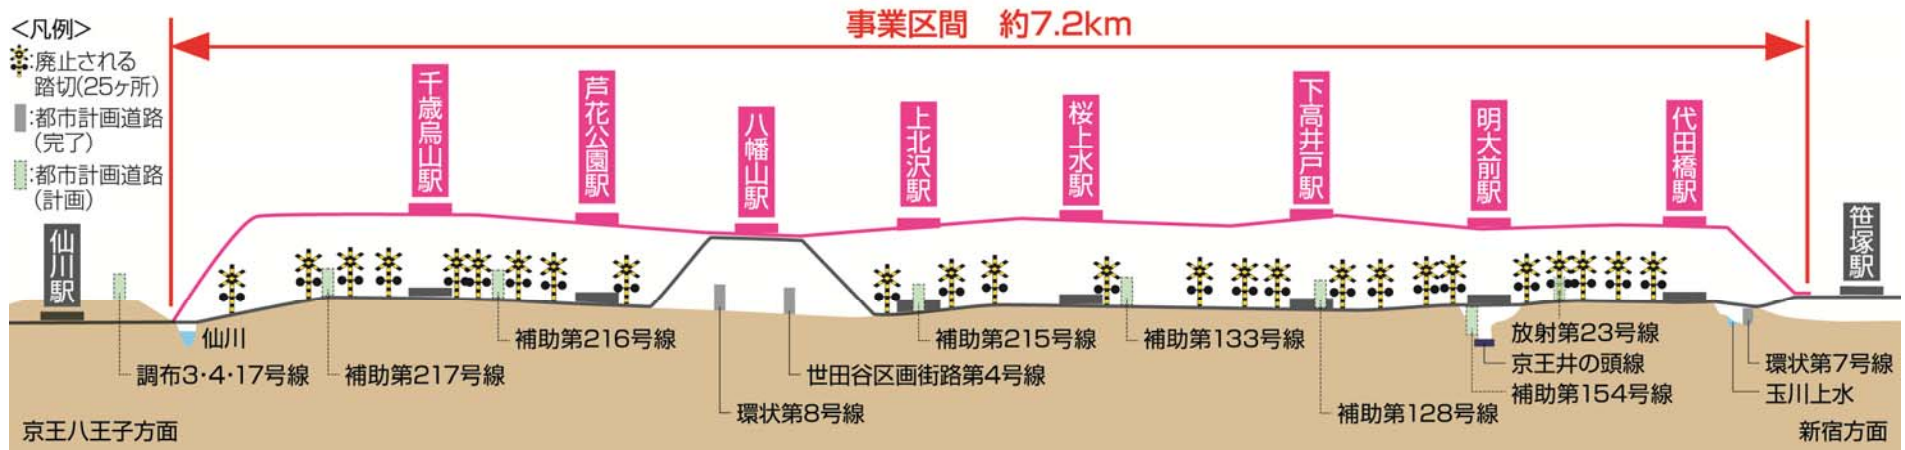 事業区間 約7.2km
<凡例>
:廃止される
踏切(25ヶ所)
:都市計画道路
(完了)
:都市計画道路
(計画)
仙川駅
千歳烏山駅
芦花公園駅
八幡山駅
上北沢駅
桜上水駅
下高井戸駅
明大前駅
代田橋駅
笹塚駅
仙川
調布3・4・17号線
補助第217号線
補助第216号線
環状第8号線
世田谷区画街路第4号線
補助第215号線
補助第133号線
補助第128号線
放射第23号線
京王井の頭線
補助第154号線
環状第7号線
玉川上水
京王八王子方面
新宿方面